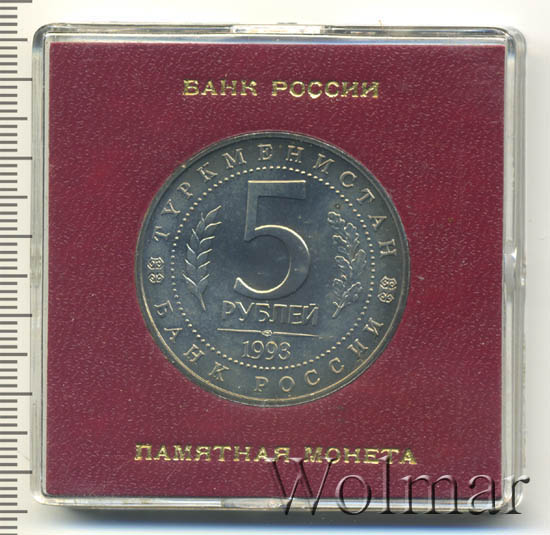 БАНК РОССИИ
ТУРКМЕНИСТАН
5
РУБЛЕЙ
1993
БАНК РОССИИ
ПАМЯТНАЯ МОНЕТА
Wolmar